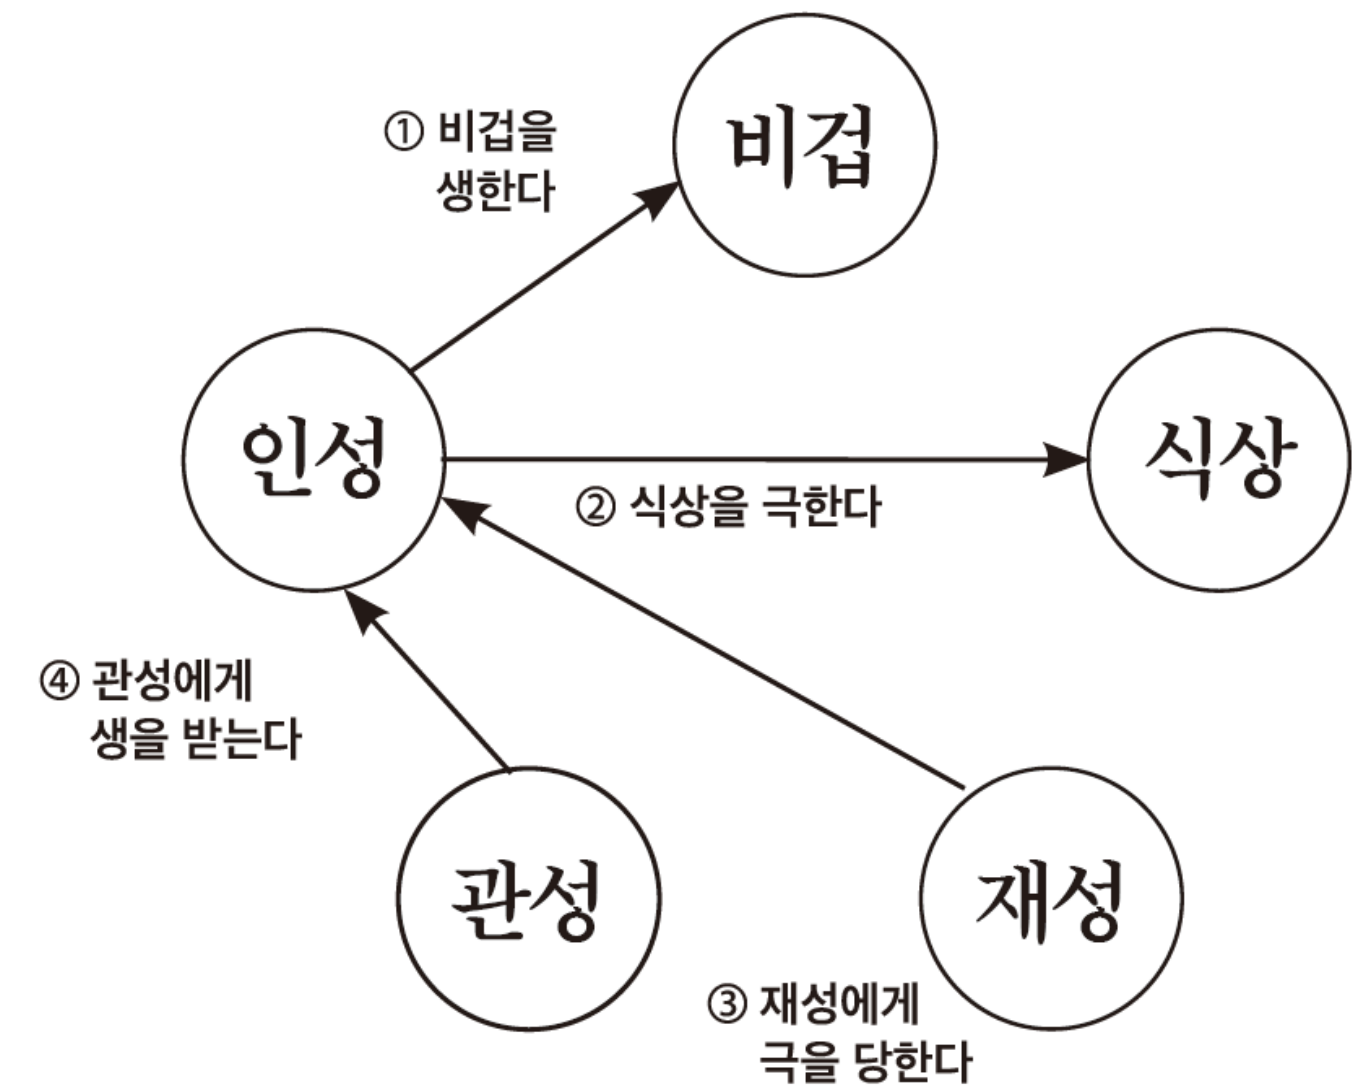 비겁
① 비겁을
생한다
인성
식상
② 식상을 극한다
④ 관성에게
생을 받는다
관성
재성
③ 재성에게
극을 당한다